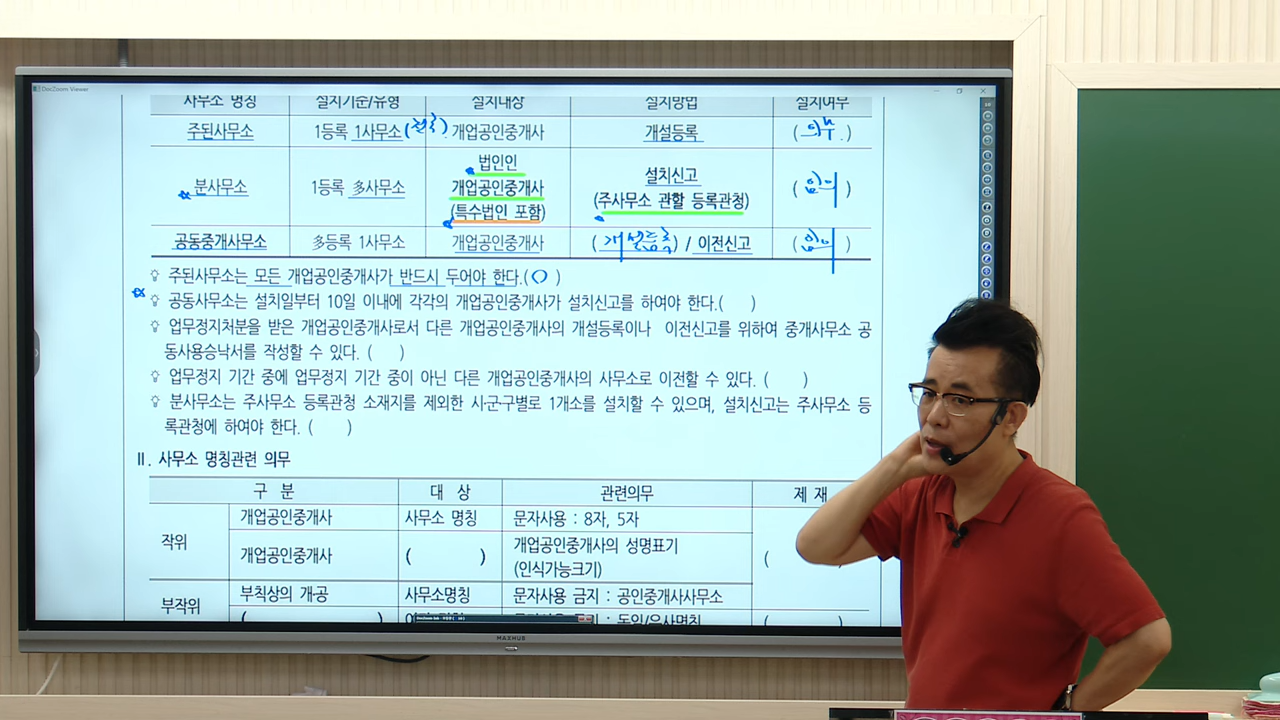 DocZoom Viewer
사무소 명칭 설치기준/유형 설치대상 설치방법 설치여부
주된사무소 1등록 1사무소 개업공인중개사 개설등록 (의무)
분사무소 1등록 多사무소 법인인 개업공인중개사 (특수법인 포함) 설치신고 (주사무소 관할 등록관청) (임의)
공동중개사무소 多등록 1사무소 개업공인중개사 (개설등록) / 이전신고 (임의)
주된사무소는 모든 개업공인중개사가 반드시 두어야 한다.(○)
공동사무소는 설치일부터 10일 이내에 각각의 개업공인중개사가 설치신고를 하여야 한다.( )
업무정지처분을 받은 개업공인중개사로서 다른 개업공인중개사의 개설등록이나 이전신고를 위하여 중개사무소 공
동사용승낙서를 작성할 수 있다. ( )
업무정지 기간 중에 업무정지 기간 중이 아닌 다른 개업공인중개사의 사무소로 이전할 수 있다. ( )
분사무소는 주사무소 등록관청 소재지를 제외한 시·군·구별로 1개소를 설치할 수 있으며, 설치신고는 주사무소 등
록관청에 하여야 한다. ( )
Ⅱ. 사무소 명칭관련 의무
구 분 대 상 관련의무 제 재
작위 개업공인중개사 사무소 명칭 문자사용 : 8자, 5자
개업공인중개사 ( ) 개업공인중개사의 성명표기 (인식가능크기) (
부작위 부칙상의 개·공 사무소명칭 문자사용 금지 : 공인중개사사무소
MAXHUB